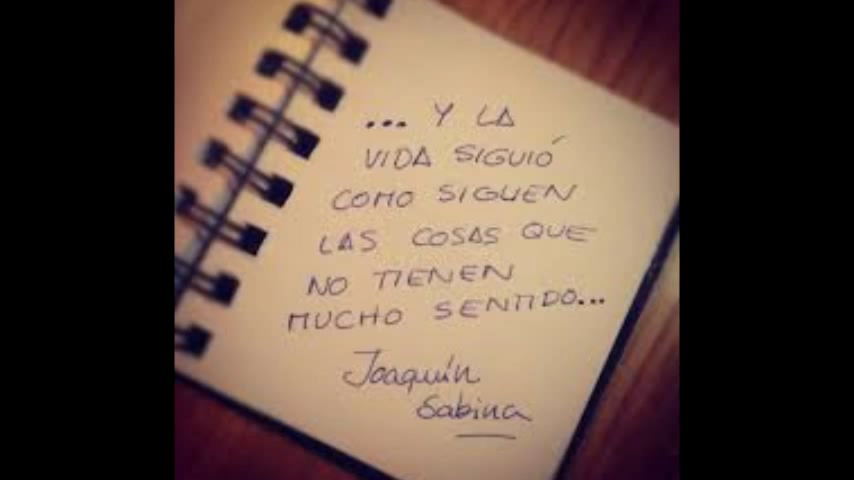 ... Y LA
VIDA SIGUIÓ
COMO SIGUEN
LAS COSAS QUE
NO TIENEN
MUCHO SENTIDO...
Joaquín
Sabina